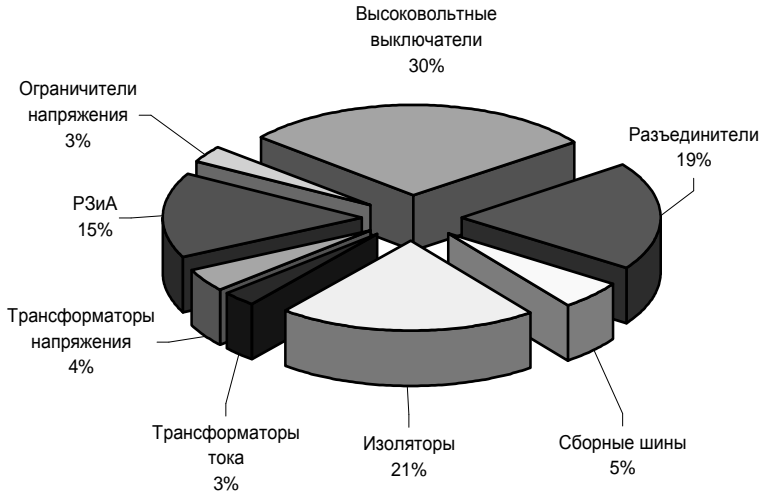 Высоковольтные
выключатели
30%
Ограничители
напряжения
3%
Разъединители
19%
РЗиА
15%
Трансформаторы
напряжения
4%
Трансформаторы
тока
3%
Изоляторы
21%
Сборные шины
5%